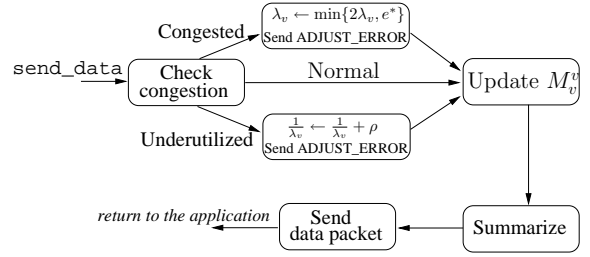 λ_v ← min{2λ_v, e*}
Congested
Send ADJUST_ERROR
send_data
Check
congestion
Normal
Update M_v^v
Underutilized
1/λ_v ← 1/λ_v + ρ
Send ADJUST_ERROR
return to the application
Send
data packet
Summarize